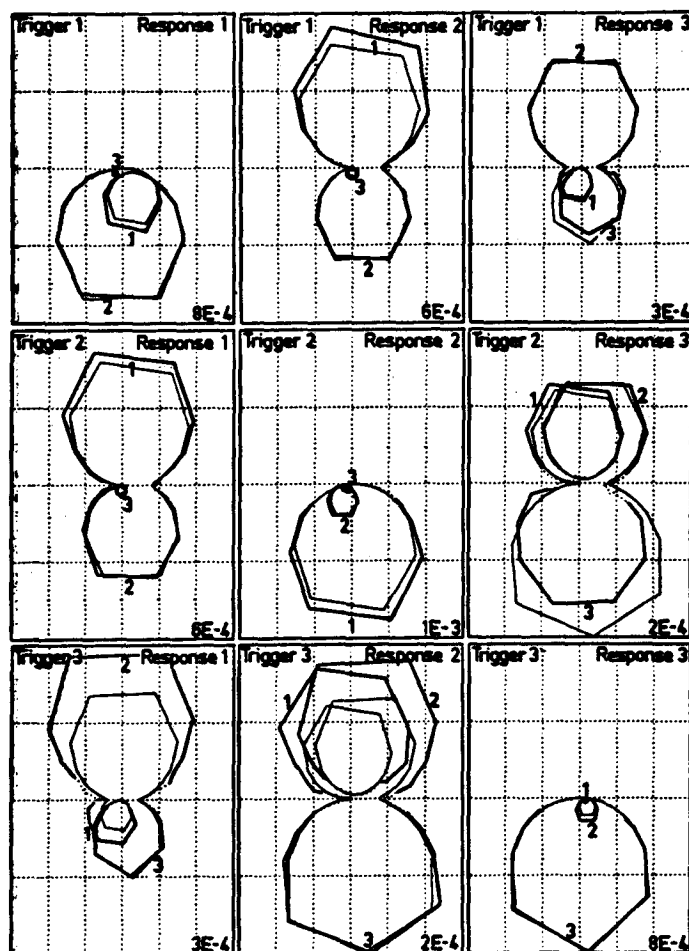 Trigger 1 Response 1
3
1
2
8E-4
Trigger 1 Response 2
1
3
2
6E-4
Trigger 1 Response 3
2
1
3
3E-4
Trigger 2 Response 1
1
3
2
6E-4
Trigger 2 Response 2
3
2
1
1E-3
Trigger 2 Response 3
1 2
3
2E-4
Trigger 3 Response 1
2
1
3
3E-4
Trigger 3 Response 2
1 2
3
2E-4
Trigger 3 Response 3
1
2
3
8E-4